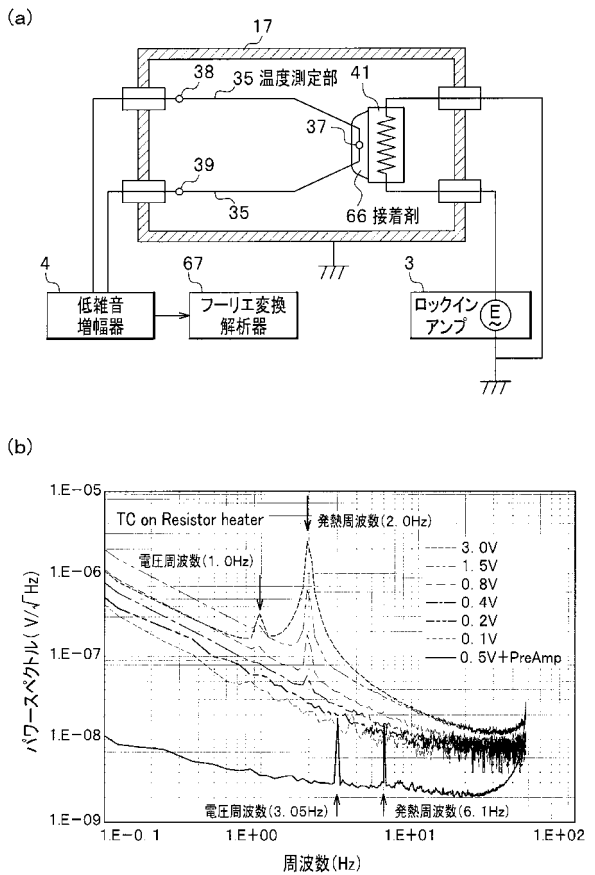 (a)
17
38
35 温度測定部
41
37
39
35
66 接着剤
4
67
3
低雑音
増幅器
フーリエ変換
解析器
ロックイン
アンプ
E
~
(b)
1.E-05
1.E-06
1.E-07
1.E-08
1.E-09
パワースペクトル( V/√Hz)
TC on Resistor heater
発熱周波数(2.0Hz)
電圧周波数(1.0Hz)
3.0V
1.5V
0.8V
0.4V
0.2V
0.1V
0.5V+PreAmp
電圧周波数(3.05Hz)
発熱周波数(6.1Hz)
1.E-0.1
1.E+00
1.E+01
1.E+02
周波数(Hz)